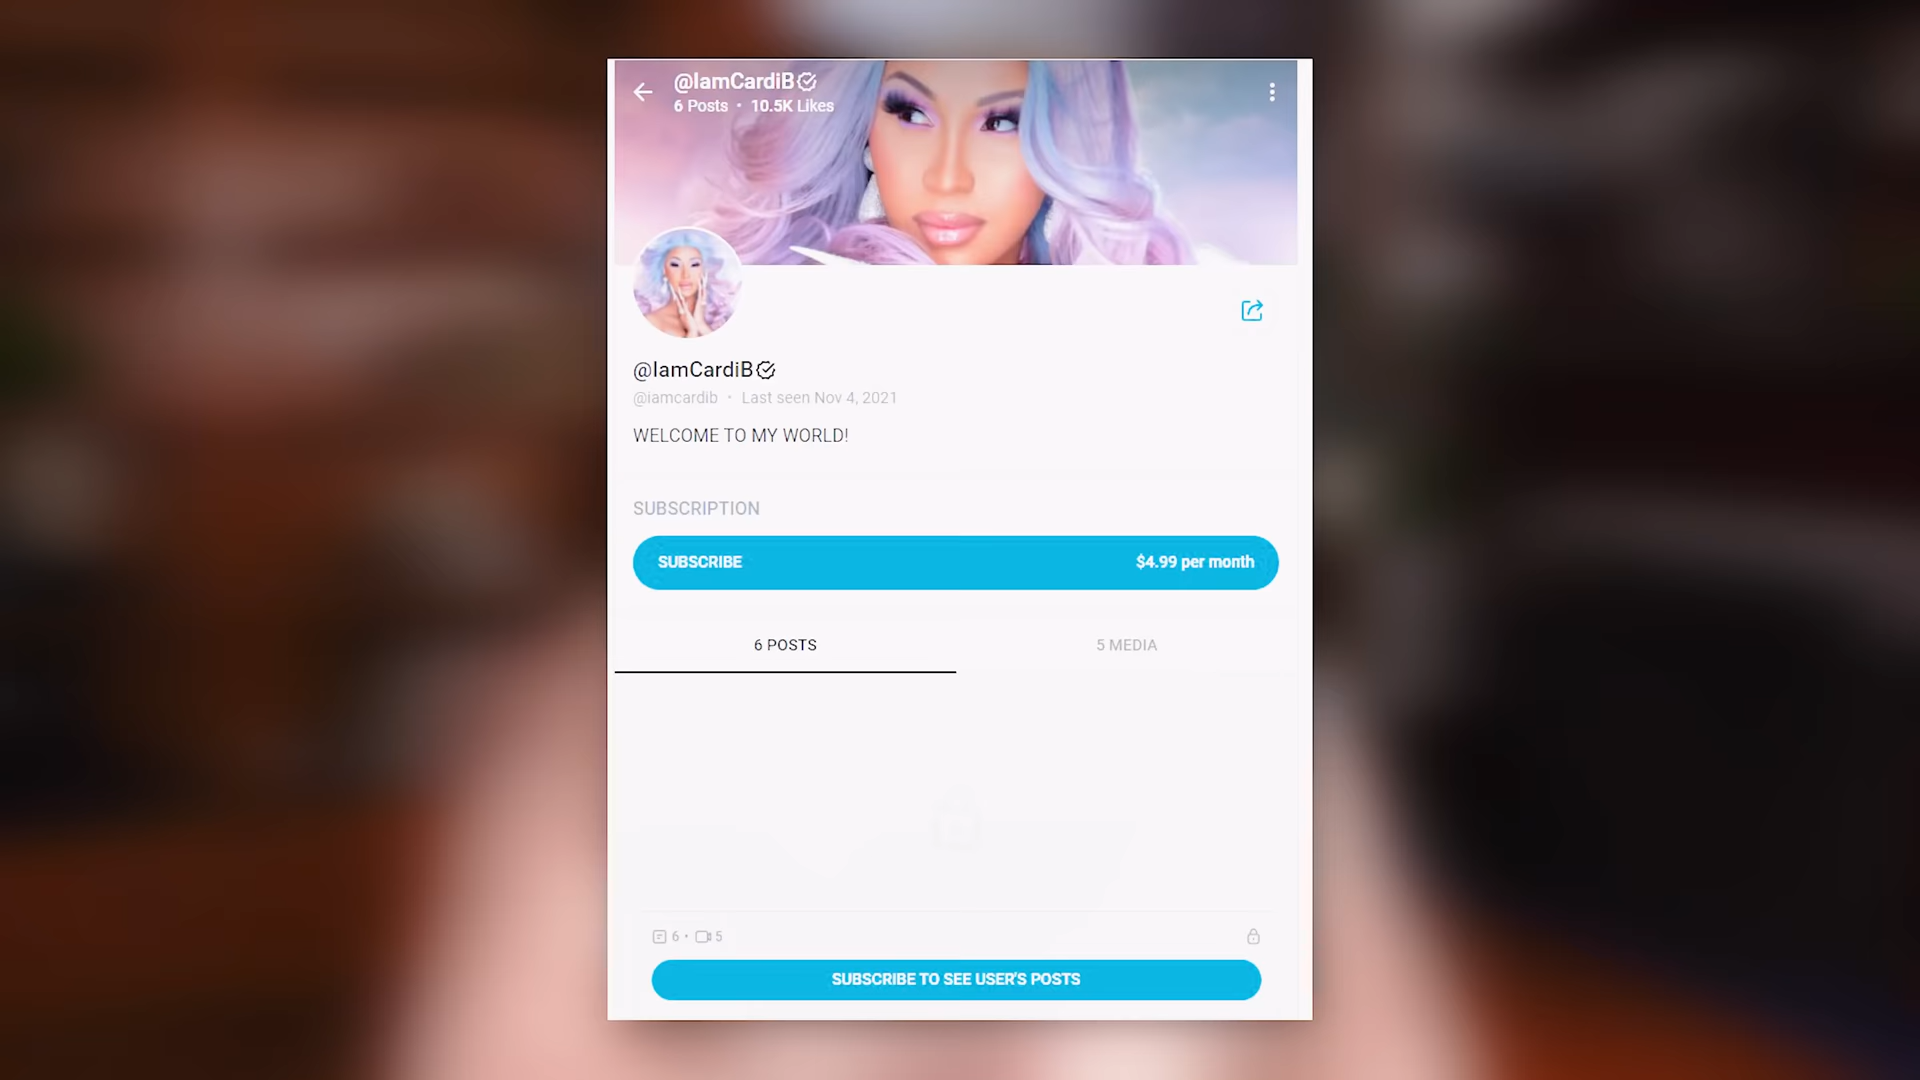 @IamCardiB
6 Posts • 10.5K Likes
@IamCardiB
@iamcardib • Last seen Nov 4, 2021
WELCOME TO MY WORLD!
SUBSCRIPTION
SUBSCRIBE $4.99 per month
6 POSTS 5 MEDIA
6 • 5
SUBSCRIBE TO SEE USER'S POSTS